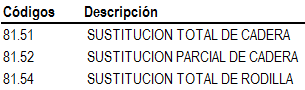 Códigos Descripción
81.51 SUSTITUCION TOTAL DE CADERA
81.52 SUSTITUCION PARCIAL DE CADERA
81.54 SUSTITUCION TOTAL DE RODILLA